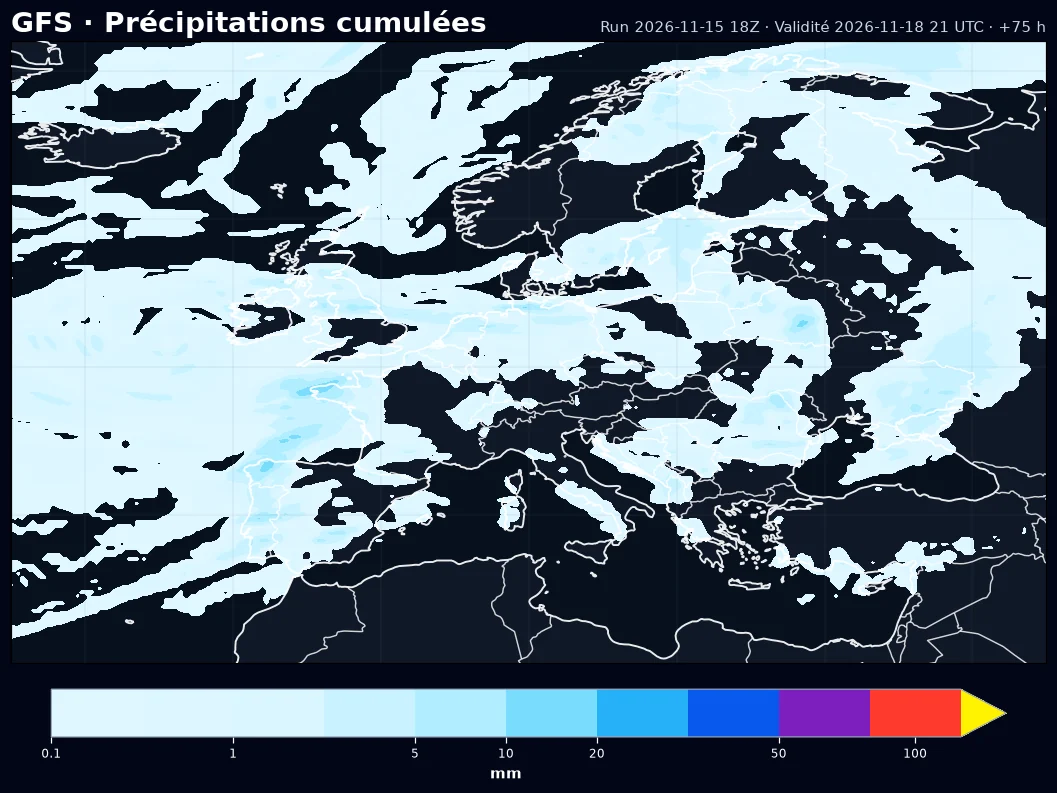 GFS · Précipitations cumulées
Run 2026-11-15 18Z · Validité 2026-11-18 21 UTC · +75 h
0.1 1 5 10 20 50 100
mm